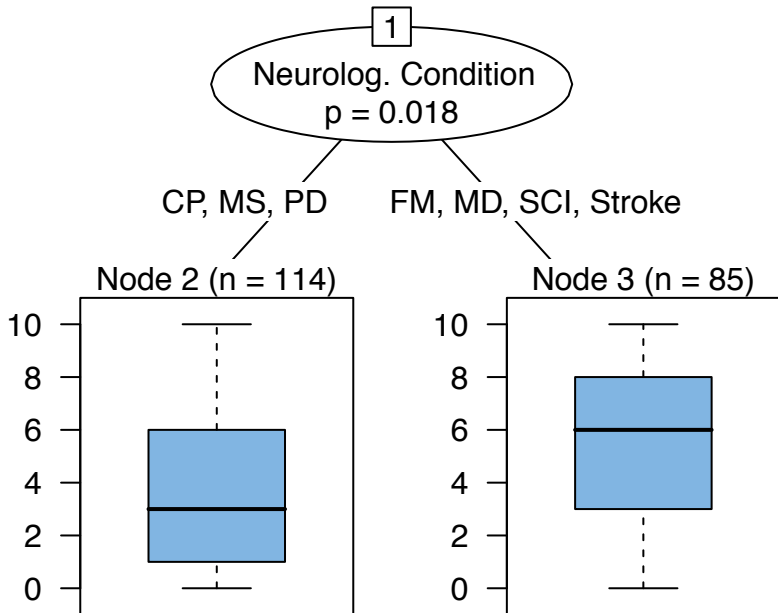 1
Neurolog. Condition
p = 0.018
CP, MS, PD
FM, MD, SCI, Stroke
Node 2 (n = 114)
10
8
6
4
2
0
Node 3 (n = 85)
10
8
6
4
2
0